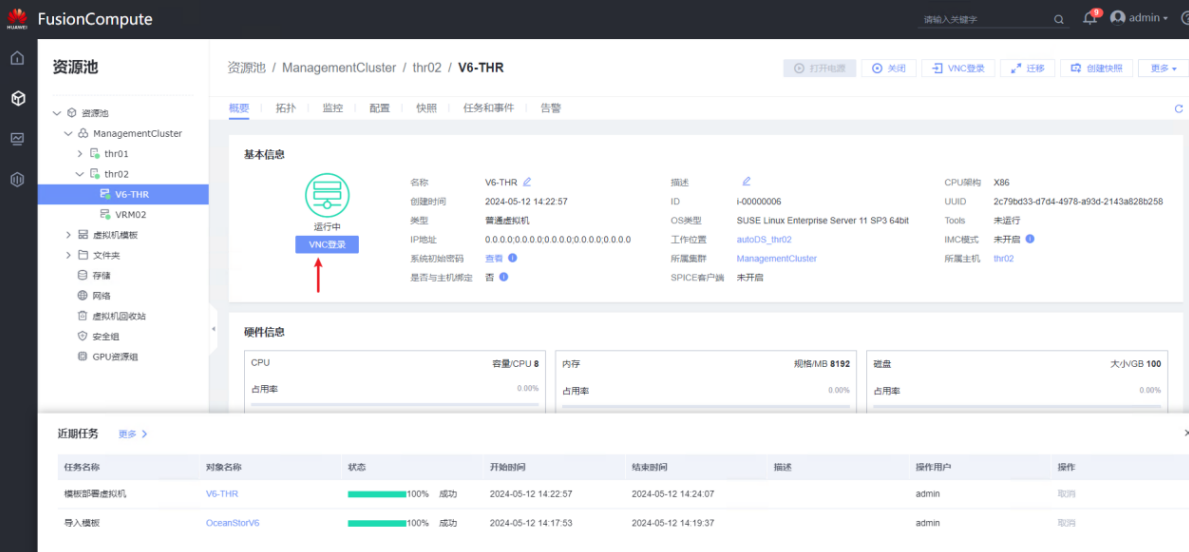 HUAWEI FusionCompute 请输入关键字 9 admin
资源池
资源池 / ManagementCluster / thr02 / V6-THR
打开电源 关闭 VNC登录 迁移 创建快照 更多
概要 拓扑 监控 配置 快照 任务和事件 告警
资源池
ManagementCluster
thr01
thr02
V6-THR
VRM02
虚拟机模板
文件夹
存储
网络
虚拟机回收站
安全组
GPU资源组
基本信息
运行中
VNC登录
名称 V6-THR
创建时间 2024-05-12 14:22:57
类型 普通虚拟机
IP地址 0.0.0.0;0.0.0.0;0.0.0.0;0.0.0.0;0.0.0.0
系统初始密码 查看
是否与主机绑定 否
描述
ID i-00000006
OS类型 SUSE Linux Enterprise Server 11 SP3 64bit
工作位置 autoDS_thr02
所属集群 ManagementCluster
SPICE客户端 未开启
CPU架构 X86
UUID 2c79bd33-d7d4-4978-a93d-2143a828b258
Tools 未运行
IMC模式 未开启
所属主机 thr02
硬件信息
CPU 容量/CPU 8
占用率 0.00%
内存 规格/MB 8192
占用率 0.00%
磁盘 大小/GB 100
占用率 0.00%
近期任务 更多
任务名称 对象名称 状态 开始时间 结束时间 描述 操作用户 操作
模板部署虚拟机 V6-THR 100% 成功 2024-05-12 14:22:57 2024-05-12 14:24:07 admin 取消
导入模板 OceanStorV6 100% 成功 2024-05-12 14:17:53 2024-05-12 14:19:37 admin 取消